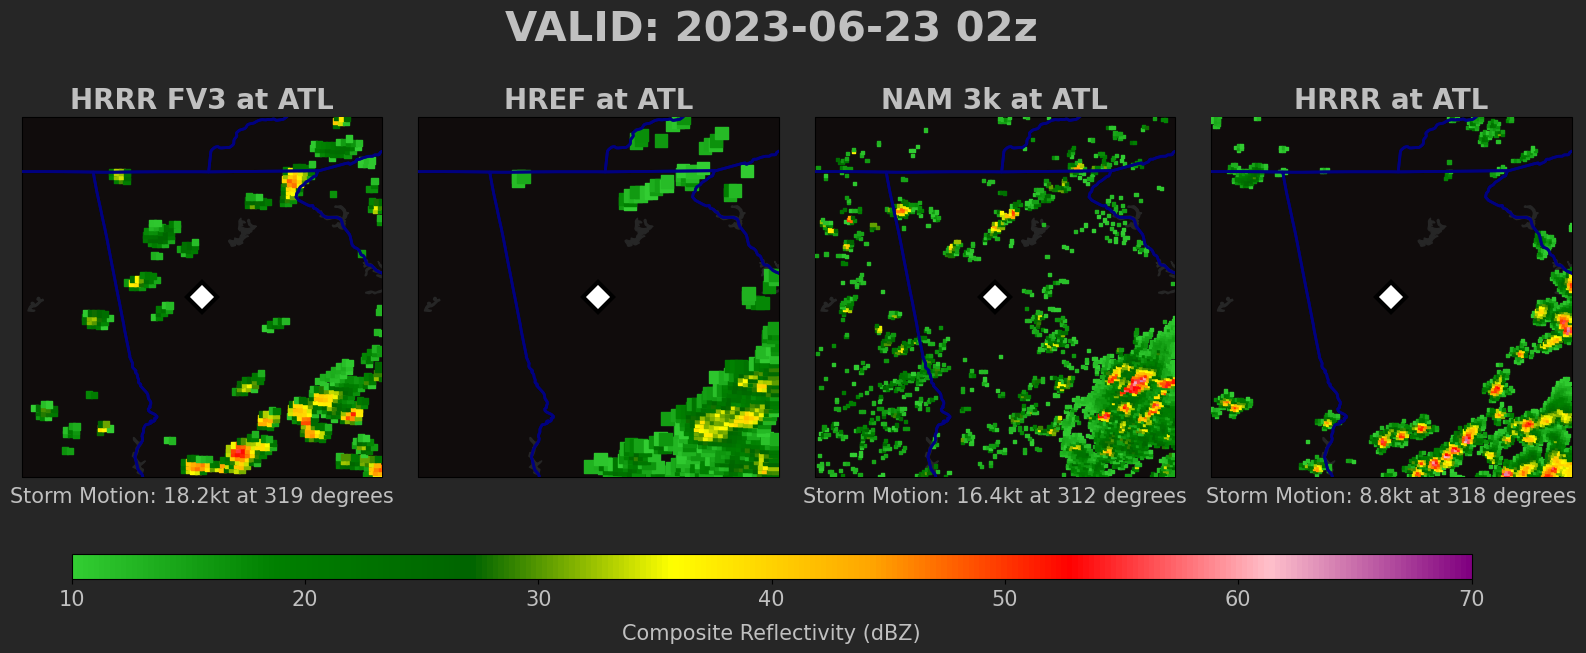 VALID: 2023-06-23 02z
HRRR FV3 at ATL
HREF at ATL
NAM 3k at ATL
HRRR at ATL
Storm Motion: 18.2kt at 319 degrees
Storm Motion: 16.4kt at 312 degrees
Storm Motion: 8.8kt at 318 degrees
10 20 30 40 50 60 70
Composite Reflectivity (dBZ)